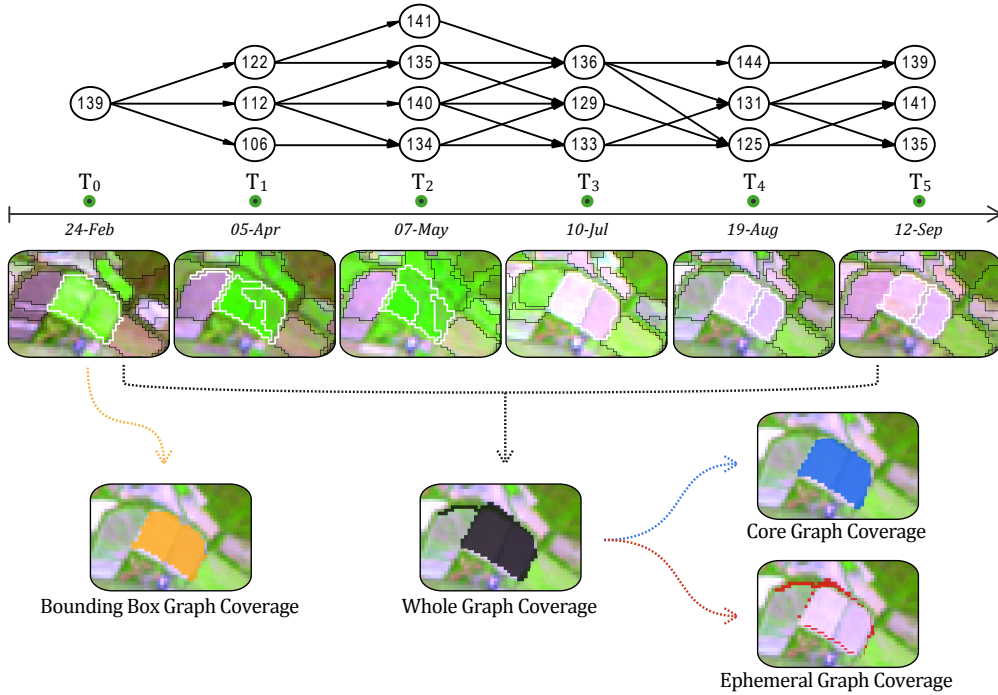 141
122 135 136 144 139
139 112 140 129 131 141
106 134 133 125 135
T0 T1 T2 T3 T4 T5
24-Feb 05-Apr 07-May 10-Jul 19-Aug 12-Sep
Core Graph Coverage
Bounding Box Graph Coverage Whole Graph Coverage
Ephemeral Graph Coverage